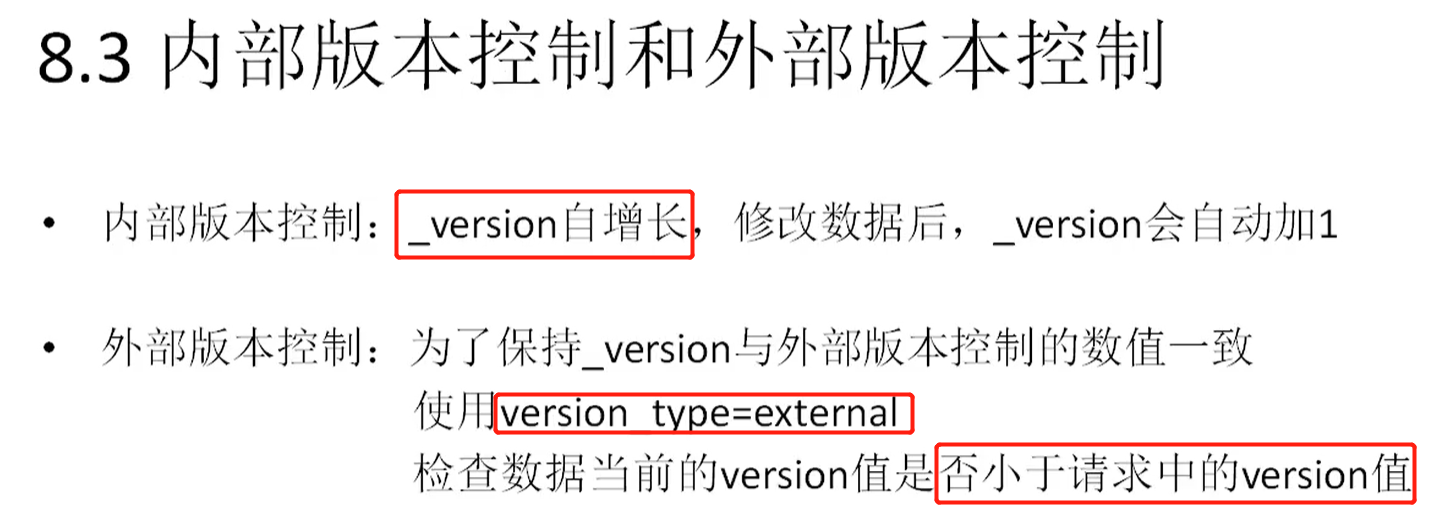 8.3 内部版本控制和外部版本控制
• 内部版本控制：_version自增长，修改数据后，_version会自动加1
• 外部版本控制：为了保持_version与外部版本控制的数值一致
使用version_type=external
检查数据当前的version值是否小于请求中的version值